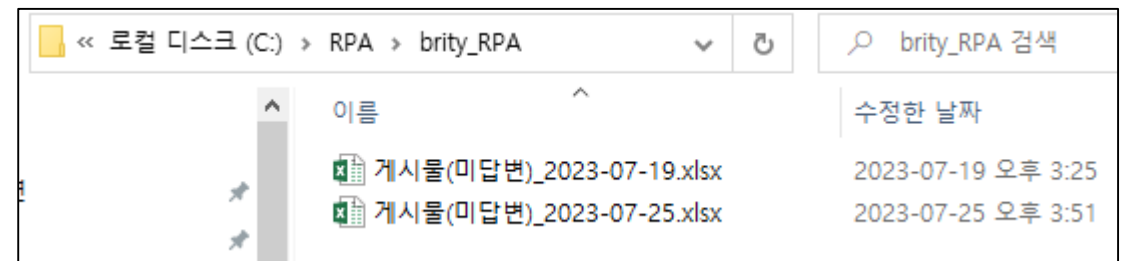 « 로컬 디스크 (C:) > RPA > brity_RPA
brity_RPA 검색
이름
수정한 날짜
게시물(미답변)_2023-07-19.xlsx
2023-07-19 오후 3:25
게시물(미답변)_2023-07-25.xlsx
2023-07-25 오후 3:51